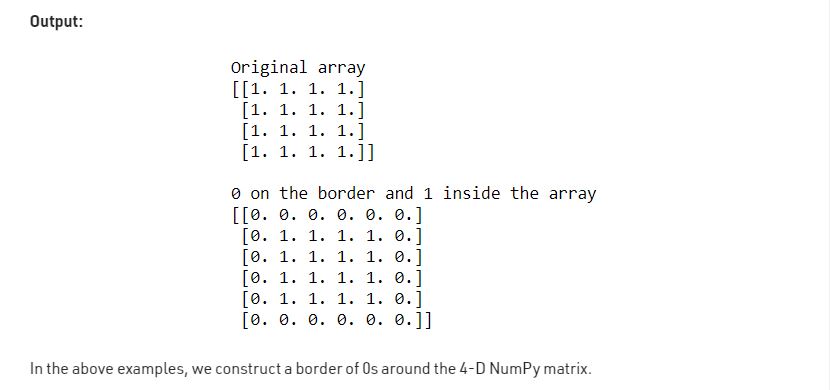 Output:
Original array
[[1. 1. 1. 1.]
 [1. 1. 1. 1.]
 [1. 1. 1. 1.]
 [1. 1. 1. 1.]]
0 on the border and 1 inside the array
[[0. 0. 0. 0. 0. 0.]
 [0. 1. 1. 1. 1. 0.]
 [0. 1. 1. 1. 1. 0.]
 [0. 1. 1. 1. 1. 0.]
 [0. 1. 1. 1. 1. 0.]
 [0. 0. 0. 0. 0. 0.]]
In the above examples, we construct a border of 0s around the 4-D NumPy matrix.